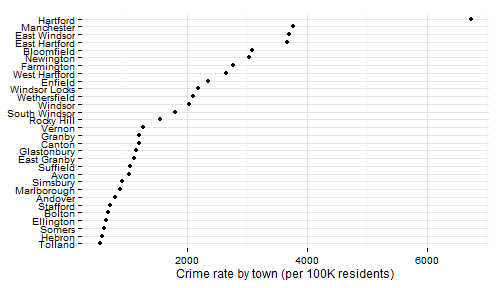 Hartford
Manchester
East Windsor
East Hartford
Bloomfield
Newington
Farmington
West Hartford
Enfield
Windsor Locks
Wethersfield
Windsor
South Windsor
Rocky Hill
Vernon
Granby
Canton
Glastonbury
East Granby
Suffield
Avon
Simsbury
Marlborough
Andover
Stafford
Bolton
Ellington
Somers
Hebron
Tolland
2000 4000 6000
Crime rate by town (per 100K residents)